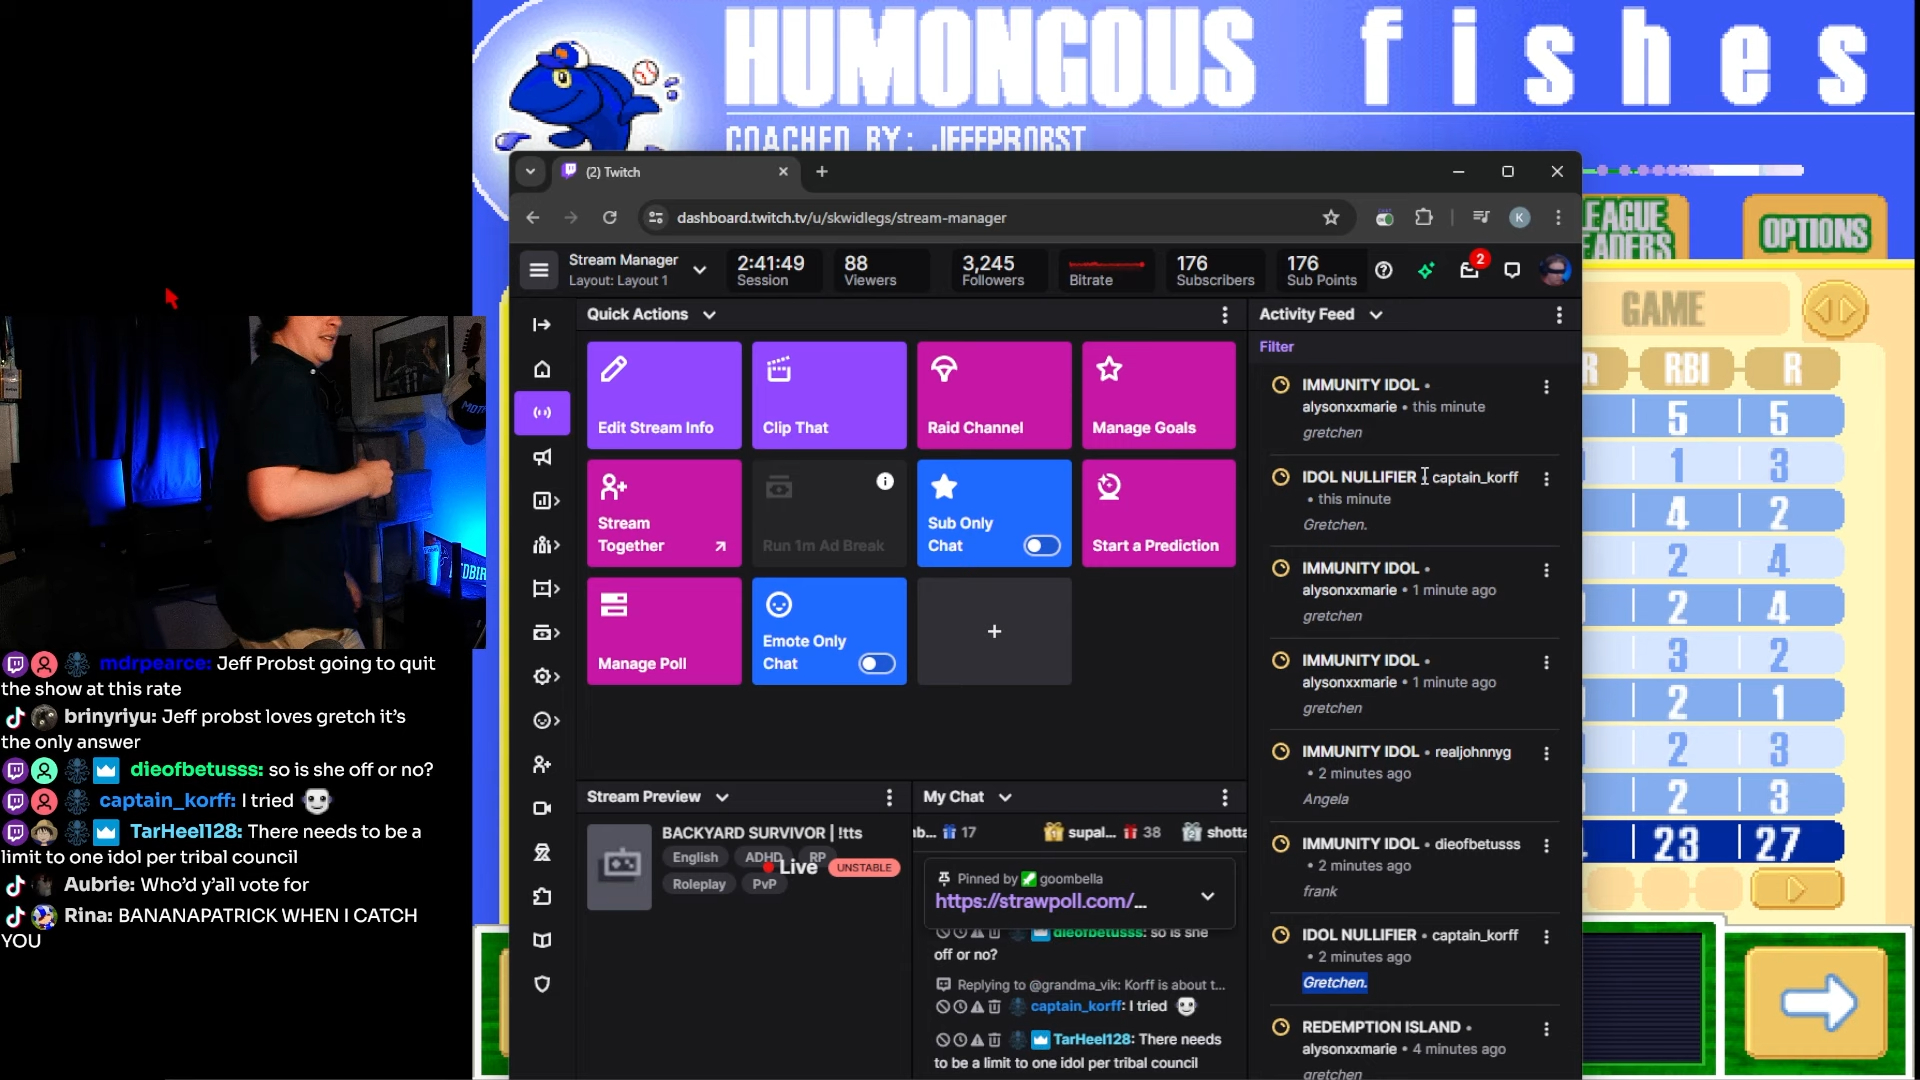 HUMONGOUS fishes
COACHED BY: JEFFPROBST
(2) Twitch
dashboard.twitch.tv/u/skwidlegs/stream-manager
K
LEAGUE
LEADERS
OPTIONS
Stream Manager
Layout: Layout 1
2:41:49
Session
88
Viewers
3,245
Followers
Bitrate
176
Subscribers
176
Sub Points
2
Quick Actions
Edit Stream Info
Clip That
Raid Channel
Manage Goals
Stream
Together
Run 1m Ad Break
Sub Only
Chat
Start a Prediction
Manage Poll
Emote Only
Chat
Activity Feed
Filter
IMMUNITY IDOL •
alysonxxmarie • this minute
gretchen
IDOL NULLIFIER • captain_korff
• this minute
Gretchen.
IMMUNITY IDOL •
alysonxxmarie • 1 minute ago
gretchen
IMMUNITY IDOL •
alysonxxmarie • 1 minute ago
gretchen
IMMUNITY IDOL • realjohnnyg
• 2 minutes ago
Angela
IMMUNITY IDOL • dieofbetusss
• 2 minutes ago
frank
IDOL NULLIFIER • captain_korff
• 2 minutes ago
Gretchen.
REDEMPTION ISLAND •
alysonxxmarie • 4 minutes ago
gretchen
GAME
R RBI R
5 5
1 3
4 2
2 4
2 4
3 2
2 1
2 3
2 3
23 27
mdrpearce: Jeff Probst going to quit
the show at this rate
brinyriyu: Jeff probst loves gretch it's
the only answer
dieofbetusss: so is she off or no?
captain_korff: I tried
TarHeel128: There needs to be a
limit to one idol per tribal council
Aubrie: Who'd y'all vote for
Rina: BANANAPATRICK WHEN I CATCH
YOU
Stream Preview
BACKYARD SURVIVOR | !tts
English
ADHD
RP
Live
UNSTABLE
Roleplay
PvP
My Chat
b... 17
supal... 38
shotta
Pinned by goombella
https://strawpoll.com/...
dieofbetusss: so is she
off or no?
Replying to @grandma_vik: Korff is about t...
captain_korff: I tried
TarHeel128: There needs
to be a limit to one idol per tribal council